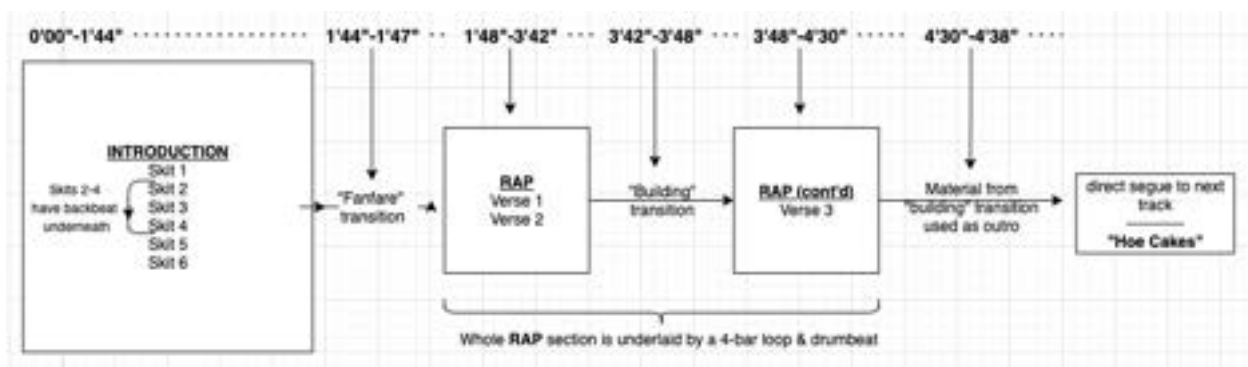 0'00"-1'44"
1'44"-1'47"
1'48"-3'42"
3'42"-3'48"
3'48"-4'30"
4'30"-4'38"
INTRODUCTION
Skit 1
Skit 2
Skit 3
Skit 4
Skit 5
Skit 6
Skits 2-4
have backbeat
underneath
"Fanfare"
transition
RAP
Verse 1
Verse 2
"Building"
transition
RAP (cont'd)
Verse 3
Material from
"building" transition
used as outro
direct segue to next
track
"Hoe Cakes"
Whole RAP section is underlaid by a 4-bar loop & drumbeat